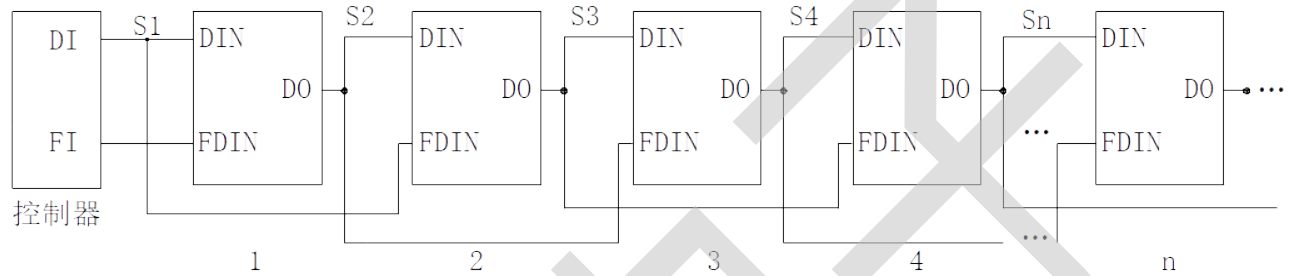 S1 S2 S3 S4 Sn
DI DIN DIN DIN DIN DIN
DO DO DO DO DO ...
FI FDIN FDIN FDIN FDIN ... FDIN
控制器
...
1 2 3 4 n